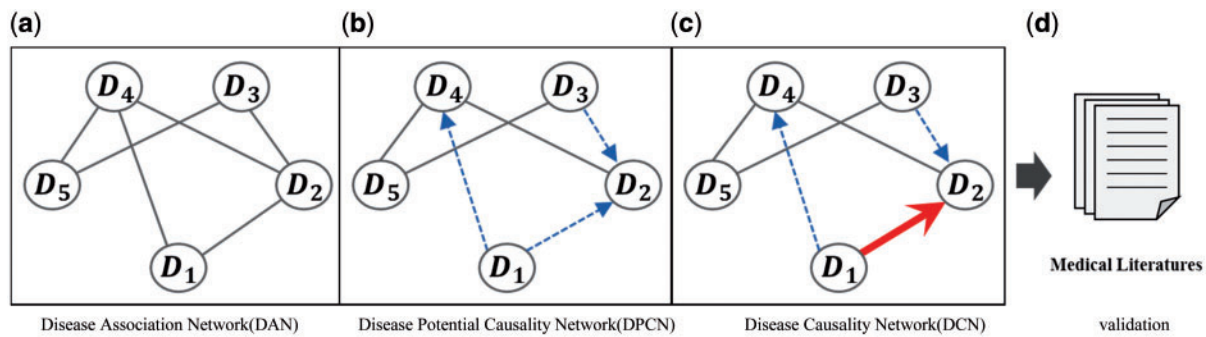 (a) (b) (c) (d)
D4 D3 D4 D3 D4 D3
D5 D2 D5 D2 D5 D2
D1 D1 D1
Medical Literatures
Disease Association Network(DAN) Disease Potential Causality Network(DPCN) Disease Causality Network(DCN) validation